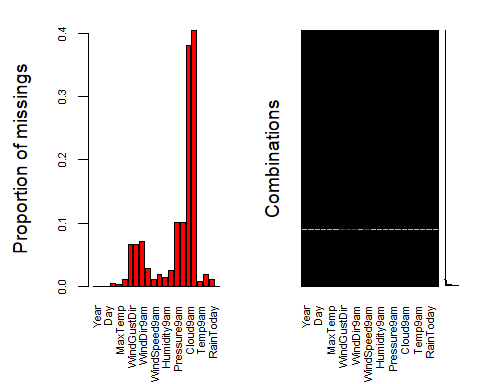 Proportion of missings
0.0
0.1
0.2
0.3
0.4
Year
Day
MaxTemp
WindGustDir
WindDir9am
WindSpeed9am
Humidity9am
Pressure9am
Cloud9am
Temp9am
RainToday
Combinations
Year
Day
MaxTemp
WindGustDir
WindDir9am
WindSpeed9am
Humidity9am
Pressure9am
Cloud9am
Temp9am
RainToday